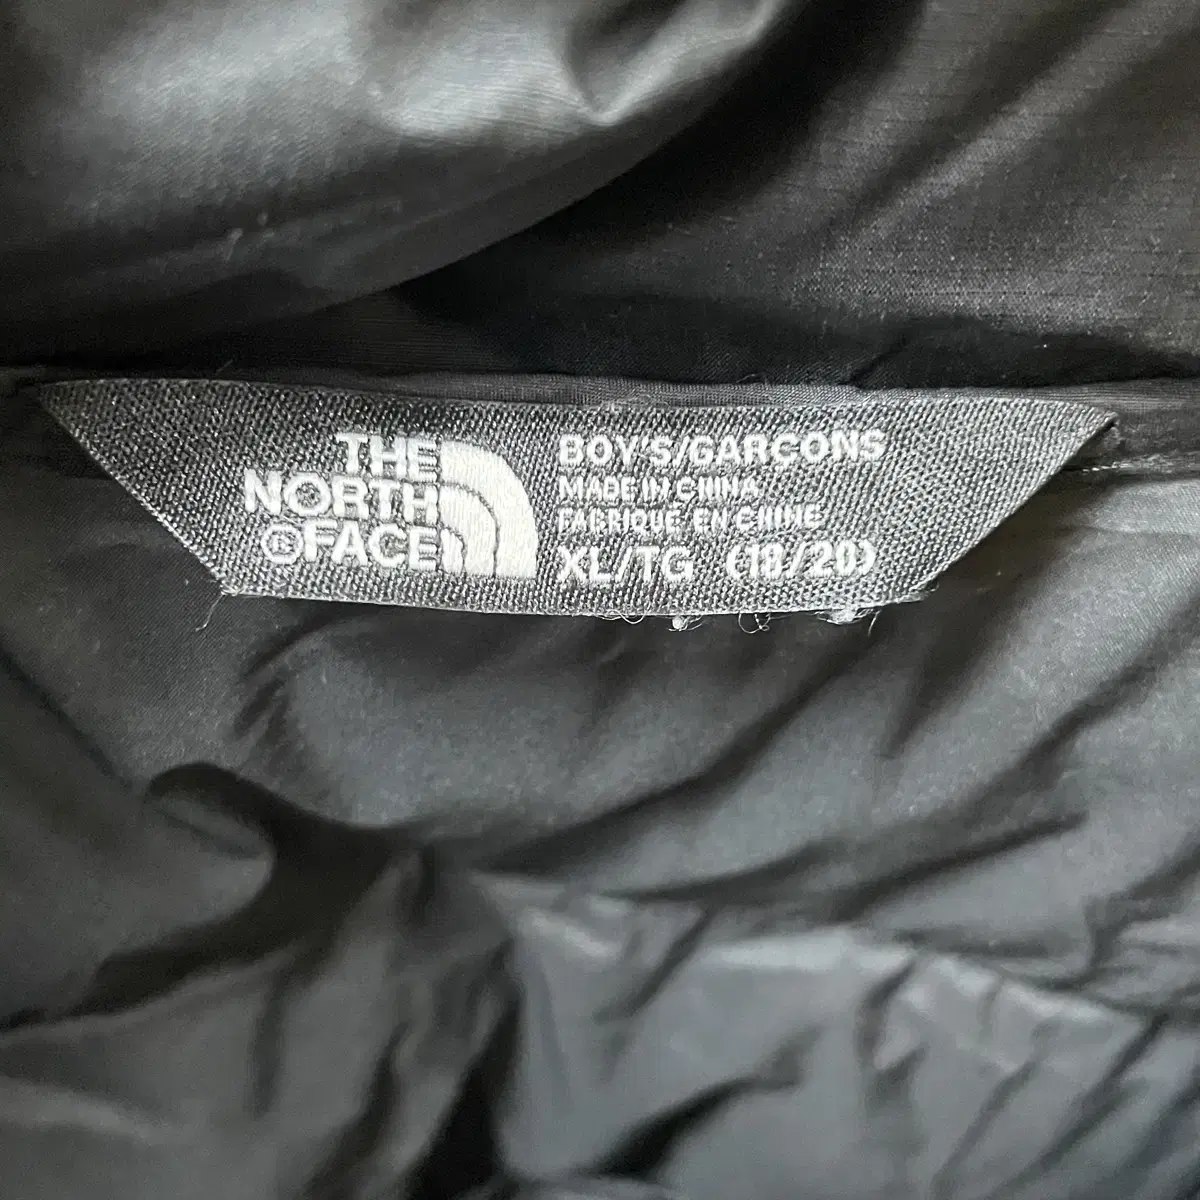 THE
NORTH
®FACE
BOY'S/GARCONS
MADE IN CHINA
FABRIQUE EN CHINE
XL/TG (18/20)